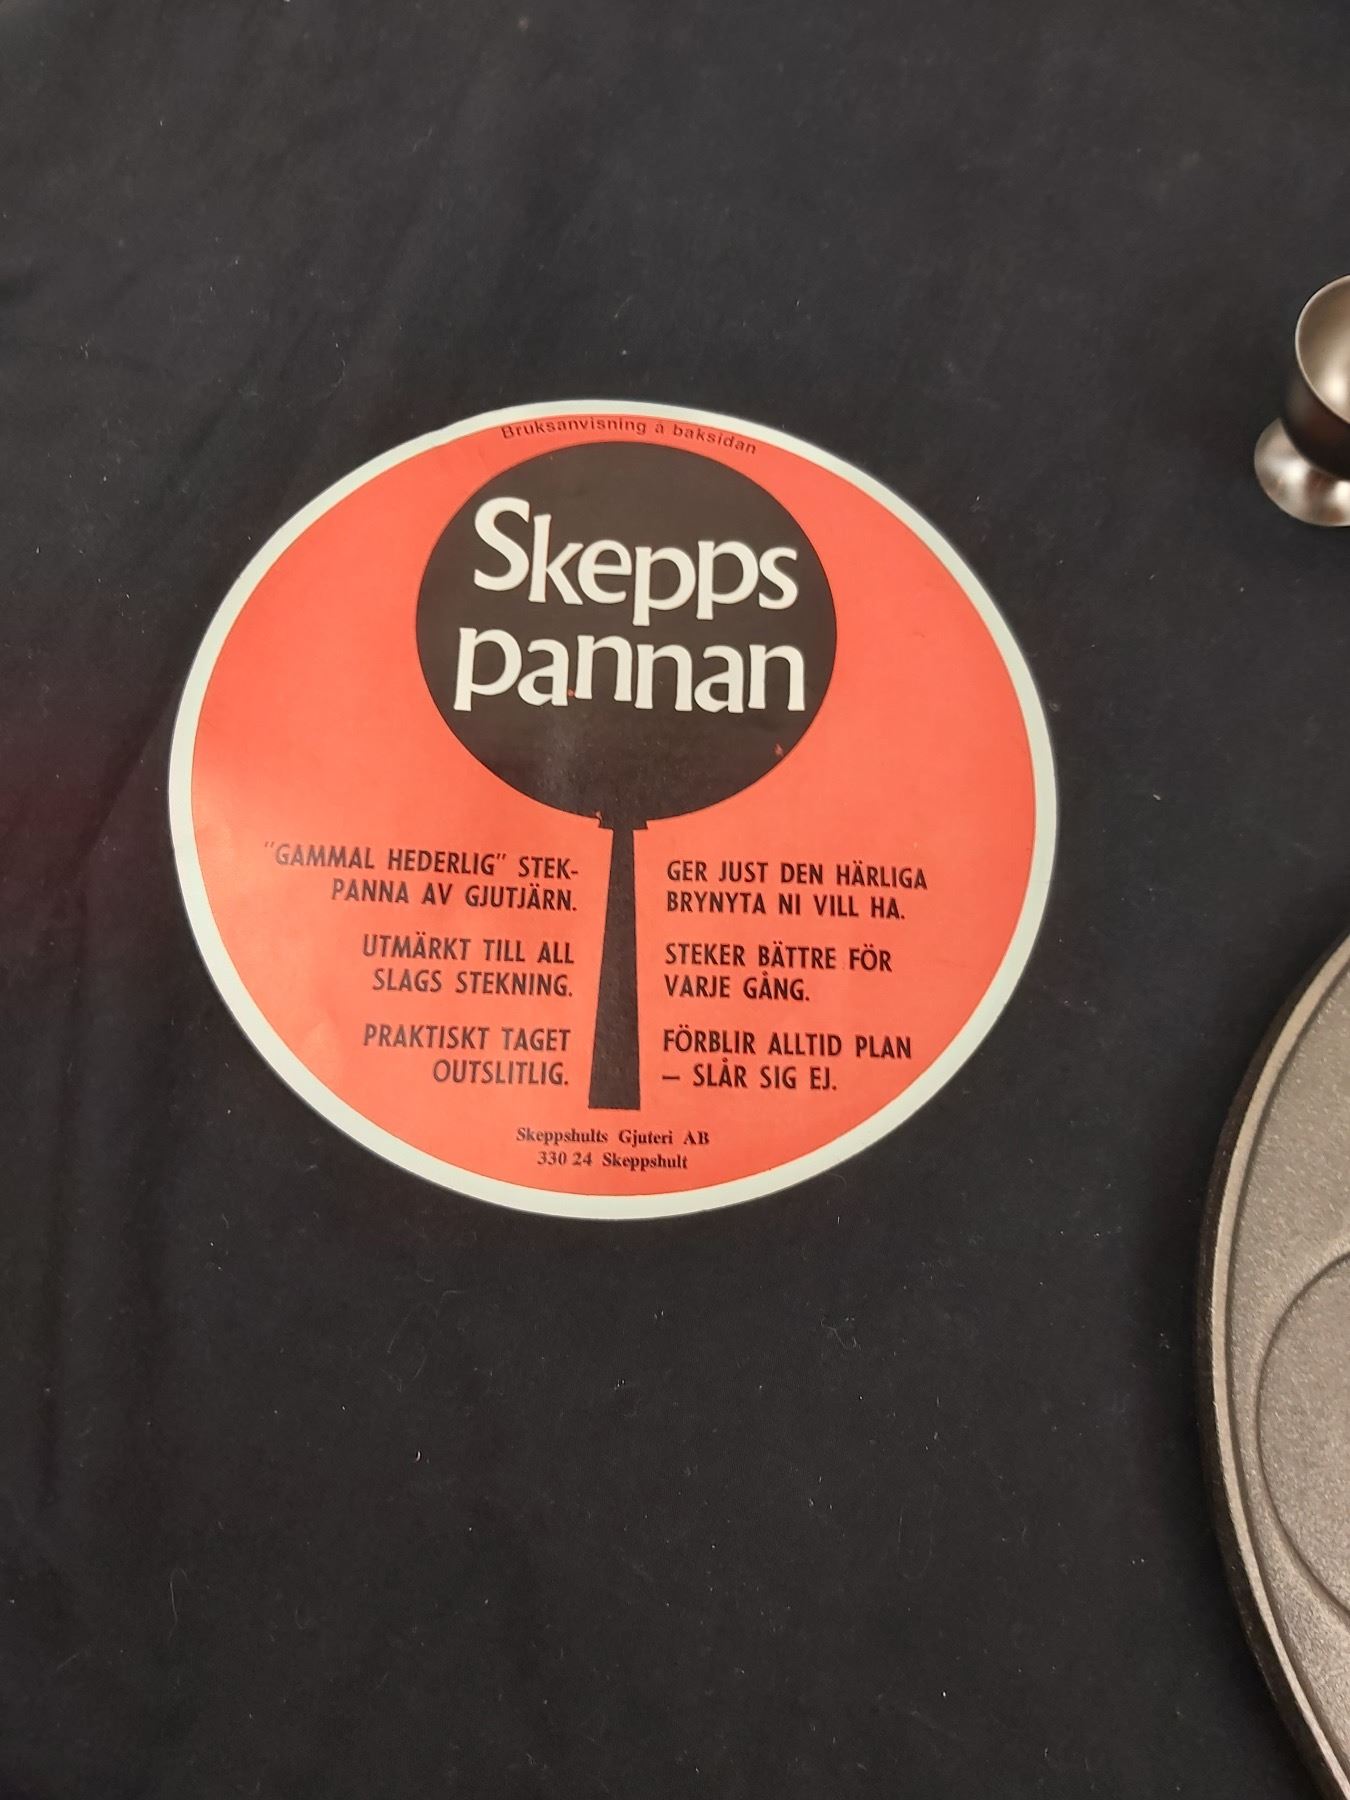 Bruksanvisning å baksidan
Skepps
pannan
"GAMMAL HEDERLIG" STEK-
PANNA AV GJUTJÄRN.
UTMÄRKT TILL ALL
SLAGS STEKNING.
PRAKTISKT TAGET
OUTSLITLIG.
GER JUST DEN HÄRLIGA
BRYNYTA NI VILL HA.
STEKER BÄTTRE FÖR
VARJE GÅNG.
FÖRBLIR ALLTID PLAN
— SLÅR SIG EJ.
Skeppshults Gjuteri AB
330 24 Skeppshult